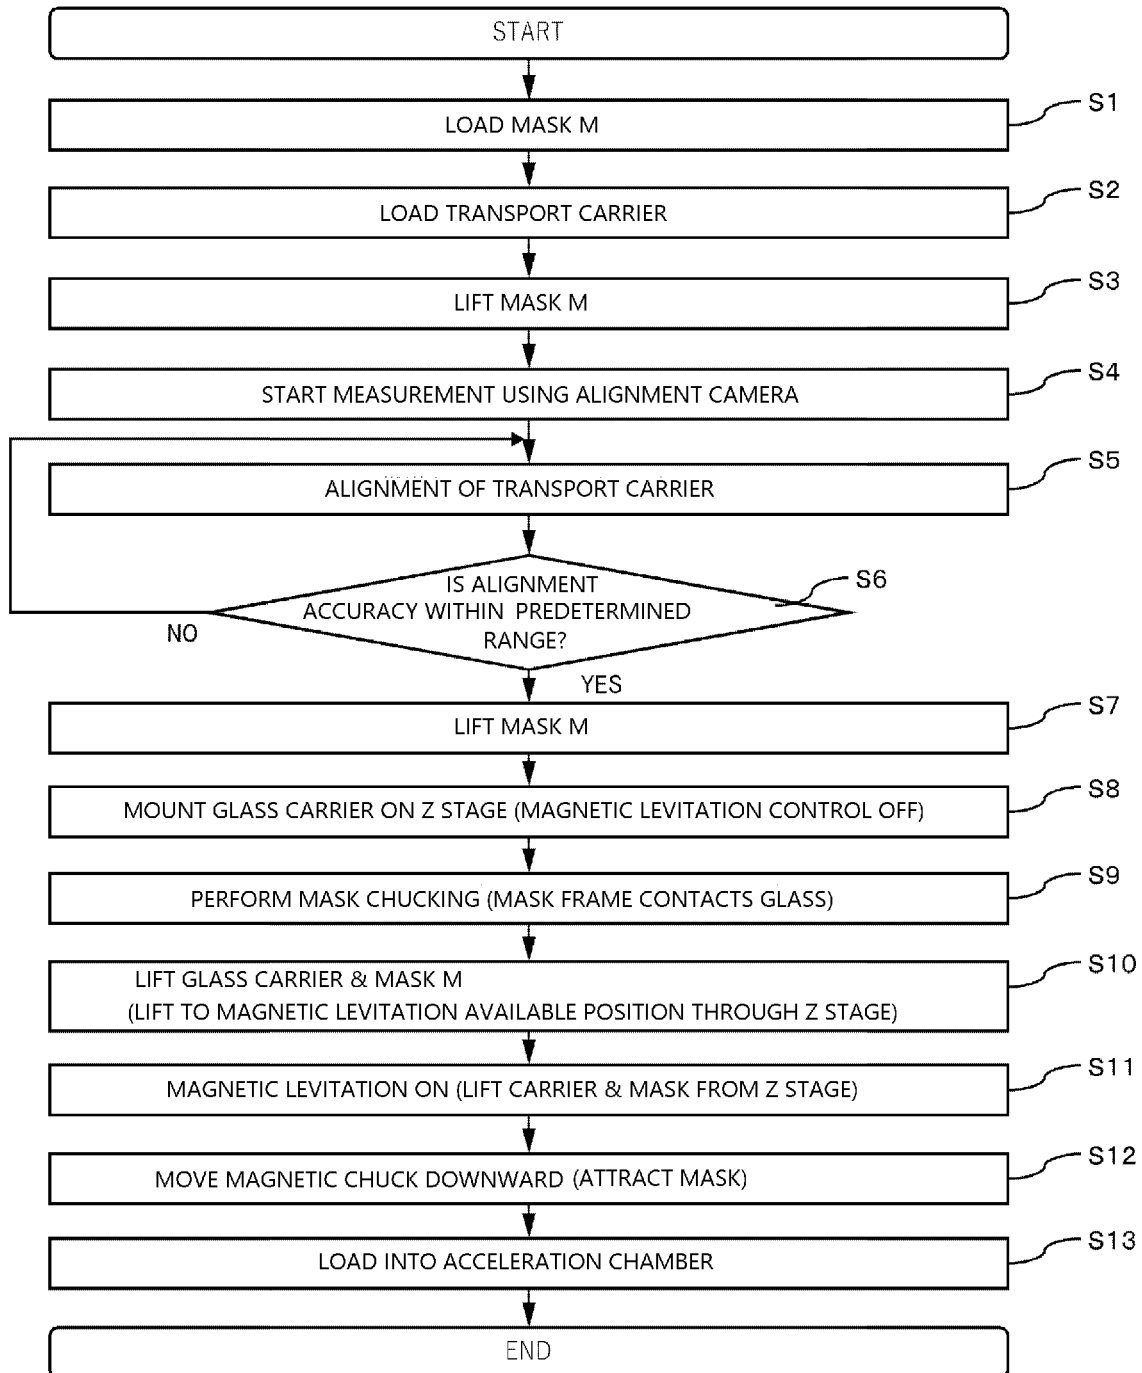 START
LOAD MASK M
S1
LOAD TRANSPORT CARRIER
S2
LIFT MASK M
S3
START MEASUREMENT USING ALIGNMENT CAMERA
S4
ALIGNMENT OF TRANSPORT CARRIER
S5
IS ALIGNMENT
ACCURACY WITHIN PREDETERMINED
RANGE?
S6
NO
YES
LIFT MASK M
S7
MOUNT GLASS CARRIER ON Z STAGE (MAGNETIC LEVITATION CONTROL OFF)
S8
PERFORM MASK CHUCKING (MASK FRAME CONTACTS GLASS)
S9
LIFT GLASS CARRIER & MASK M
(LIFT TO MAGNETIC LEVITATION AVAILABLE POSITION THROUGH Z STAGE)
S10
MAGNETIC LEVITATION ON (LIFT CARRIER & MASK FROM Z STAGE)
S11
MOVE MAGNETIC CHUCK DOWNWARD (ATTRACT MASK)
S12
LOAD INTO ACCELERATION CHAMBER
S13
END